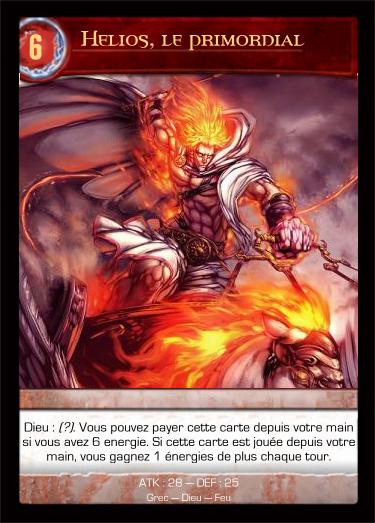 6
HELIOS, LE PRIMORDIAL
Dieu : (?). Vous pouvez payer cette carte depuis votre main
si vous avez 6 energie. Si cette carte est jouée depuis votre
main, vous gagnez 1 énergies de plus chaque tour.
ATK : 28 – DEF : 25
Grec – Dieu – Feu